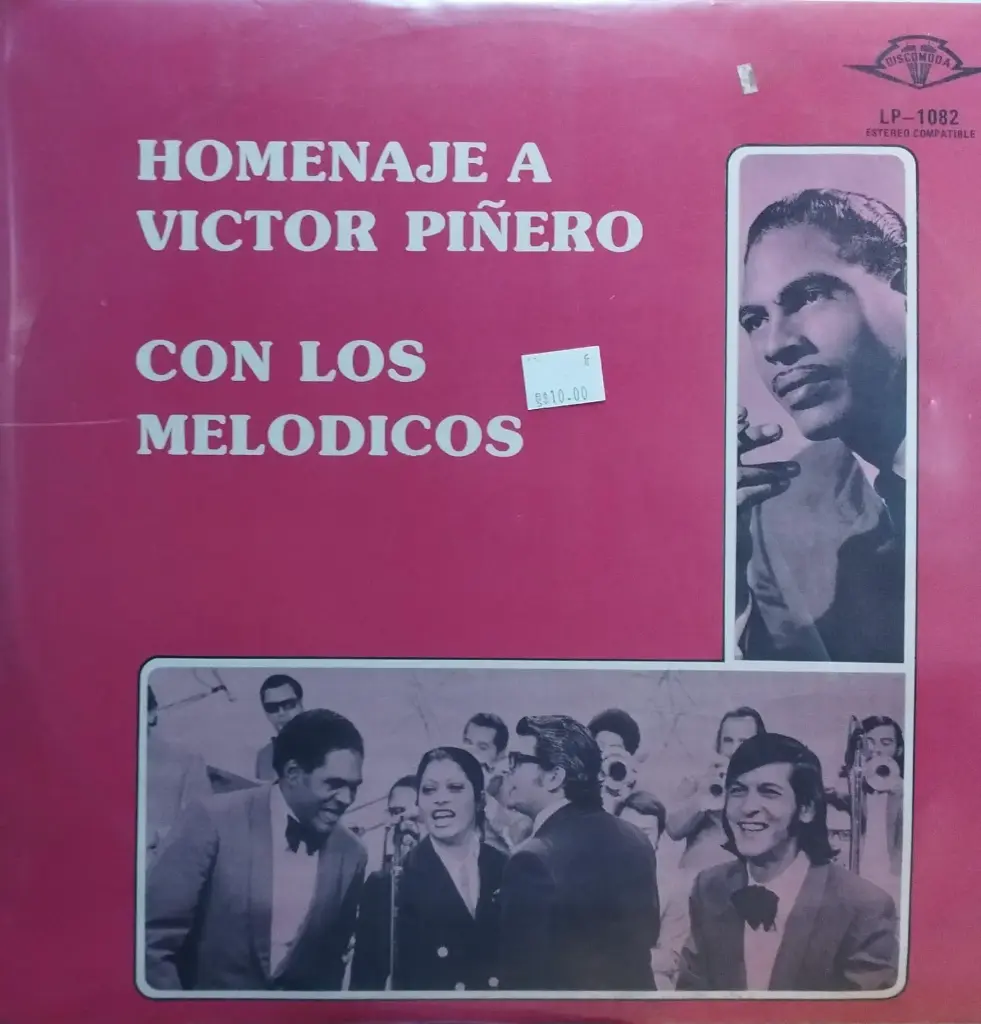 DISCOMODA
LP-1082
ESTEREO COMPATIBLE
HOMENAJE A
VICTOR PIÑERO
CON LOS
MELODICOS
10.00